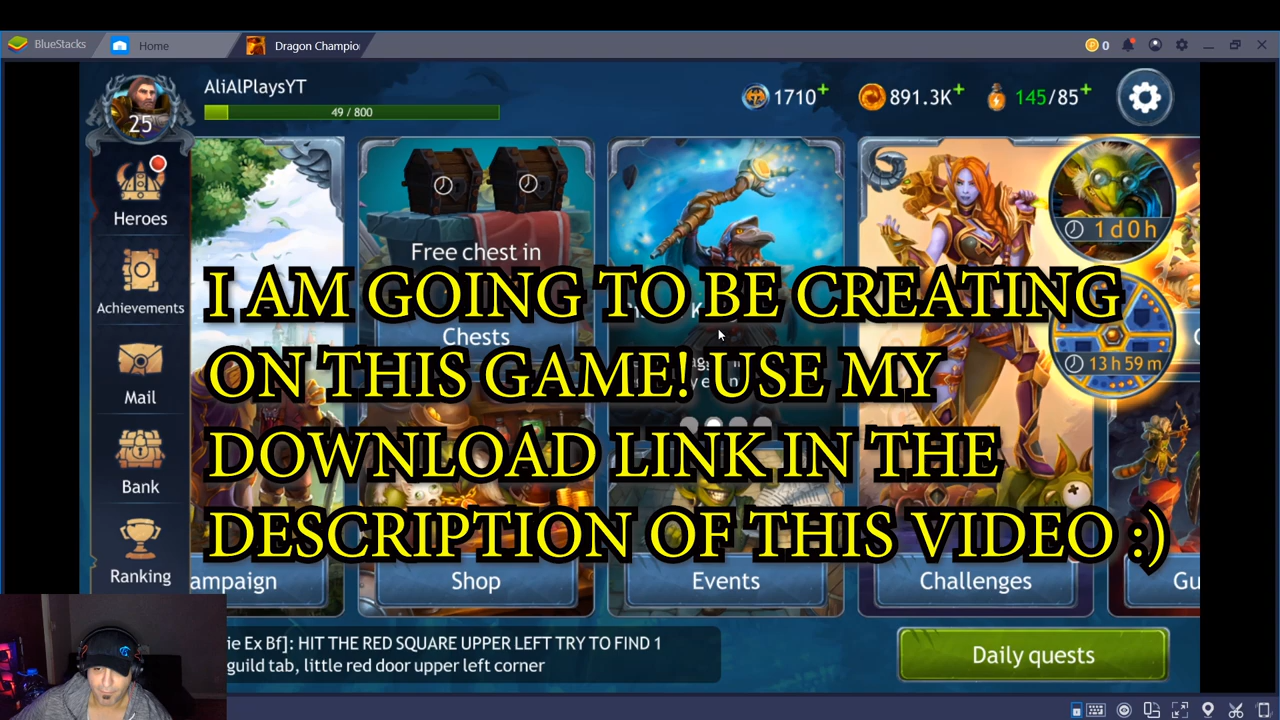 BlueStacks
Home
Dragon Champio
0
AliAlPlaysYT
49 / 800
25
1710+
891.3K+
145/85+
Heroes
Achievements
Mail
Bank
Ranking
Free chest in
Chests
1 d 0 h
13 h 59 m
I AM GOING TO BE CREATING
ON THIS GAME! USE MY
DOWNLOAD LINK IN THE
DESCRIPTION OF THIS VIDEO :)
ampaign
Shop
Events
Challenges
Gu
ie Ex Bf]: HIT THE RED SQUARE UPPER LEFT TRY TO FIND 1
guild tab, little red door upper left corner
Daily quests